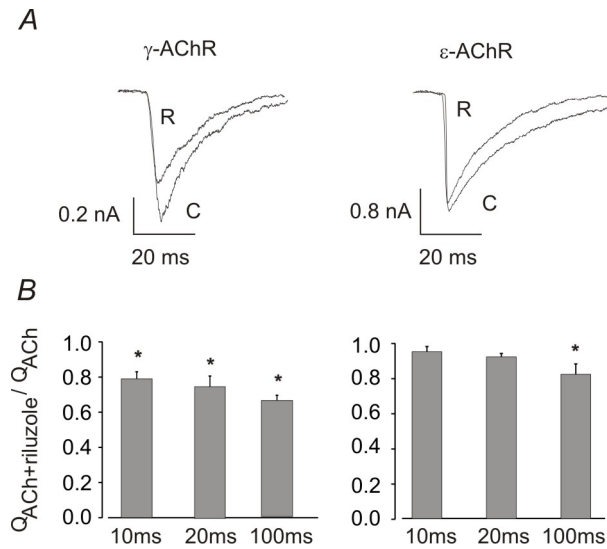 A
γ-AChR
ε-AChR
R
C
0.2 nA
20 ms
R
C
0.8 nA
20 ms
B
Q_ACh+riluzole / Q_ACh
1.0
0.8
0.6
0.4
0.2
0.0
*
*
*
10ms 20ms 100ms
1.0
0.8
0.6
0.4
0.2
0.0
*
10ms 20ms 100ms